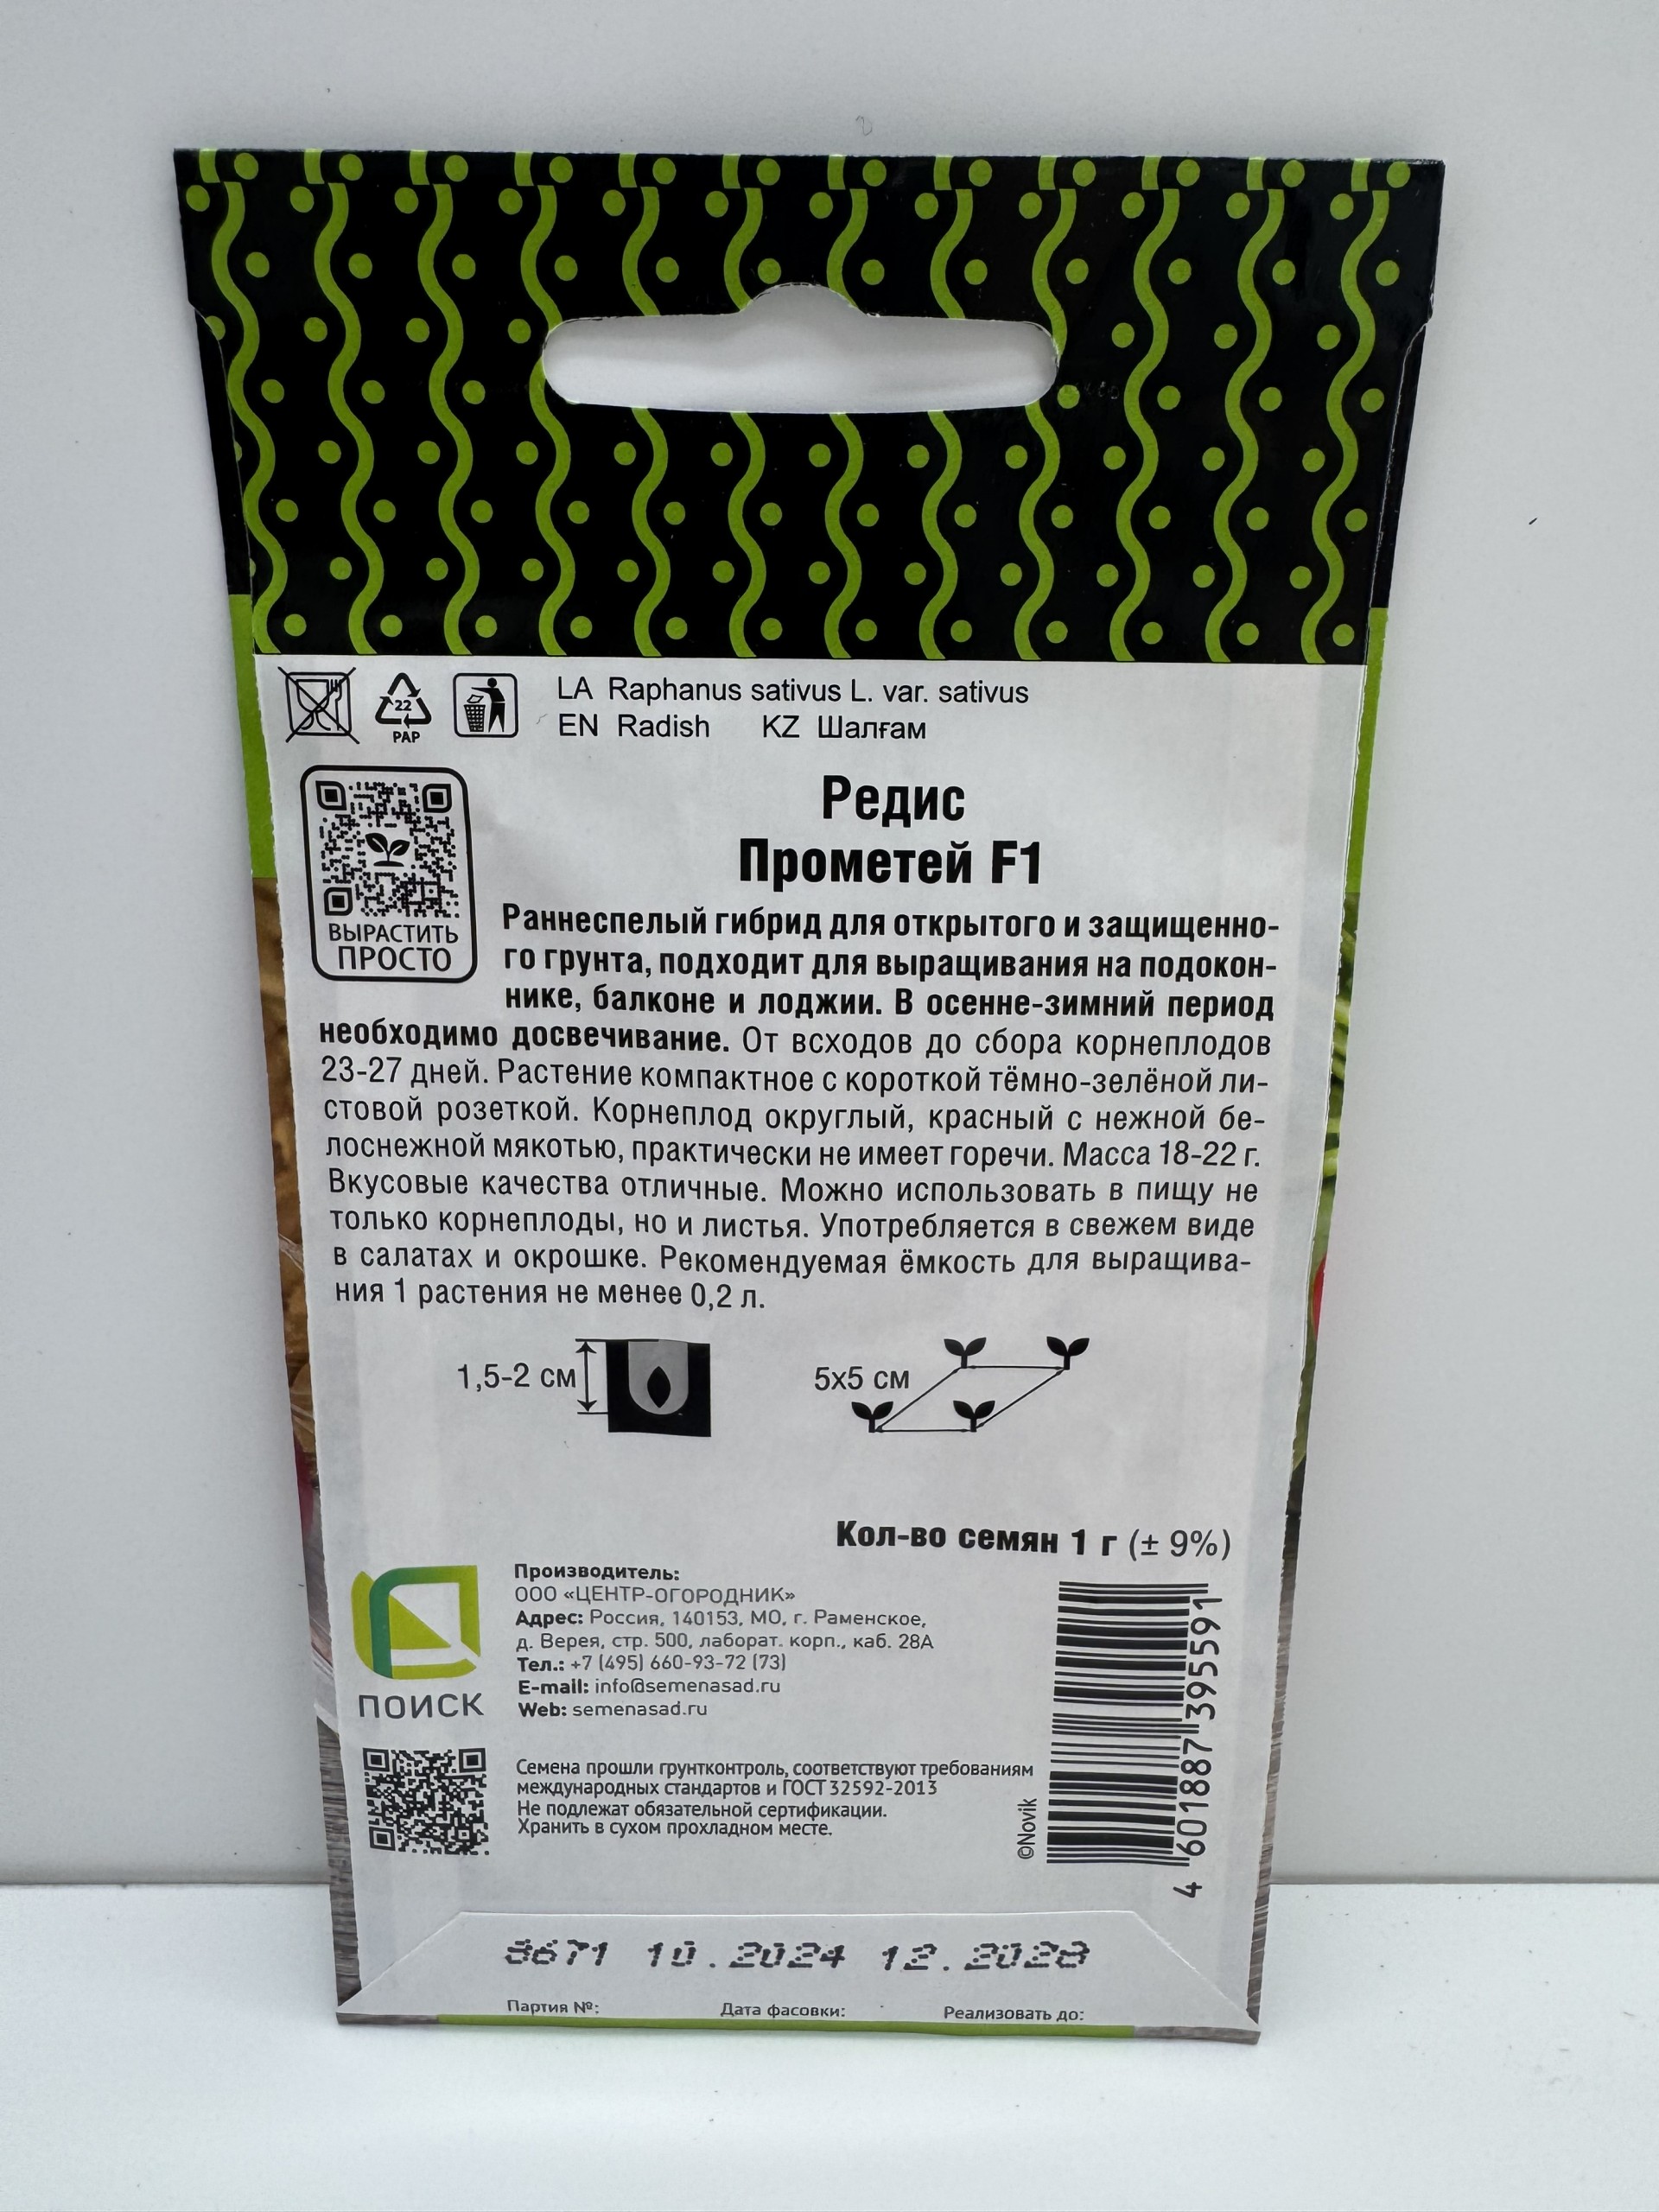 LA Raphanus sativus L. var. sativus
EN Radish KZ Шалғам
22
PAP
ВЫРАСТИТЬ
ПРОСТО
Редис
Прометей F1
Раннеспелый гибрид для открытого и защищенно-
го грунта, подходит для выращивания на подокон-
нике, балконе и лоджии. В осенне-зимний период
необходимо досвечивание. От всходов до сбора корнеплодов
23-27 дней. Растение компактное с короткой тёмно-зелёной ли-
стовой розеткой. Корнеплод округлый, красный с нежной бе-
лоснежной мякотью, практически не имеет горечи. Масса 18-22 г.
Вкусовые качества отличные. Можно использовать в пищу не
только корнеплоды, но и листья. Употребляется в свежем виде
в салатах и окрошке. Рекомендуемая ёмкость для выращива-
ния 1 растения не менее 0,2 л.
1,5-2 см
5x5 см
Кол-во семян 1 г (± 9%)
ПОИСК
Производитель:
ООО «ЦЕНТР-ОГОРОДНИК»
Адрес: Россия, 140153, МО, г. Раменское,
д. Верея, стр. 500, лаборат. корп., каб. 28А
Тел.: +7 (495) 660-93-72 (73)
E-mail: info@semenasad.ru
Web: semenasad.ru
Семена прошли грунтконтроль, соответствуют требованиям
международных стандартов и ГОСТ 32592-2013
Не подлежат обязательной сертификации.
Хранить в сухом прохладном месте.
©Novik
4 601887 395591
8671 10.2024 12.2028
Партия №: Дата фасовки: Реализовать до: